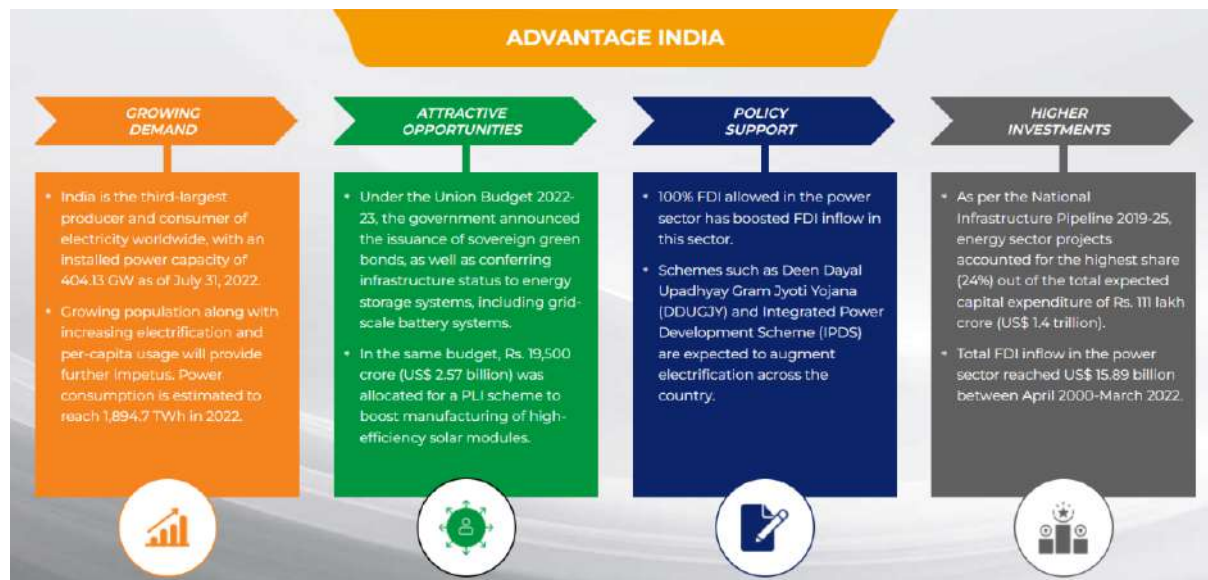 ADVANTAGE INDIA
GROWING
DEMAND
• India is the third-largest
producer and consumer of
electricity worldwide, with an
installed power capacity of
404.13 GW as of July 31, 2022.
• Growing population along with
increasing electrification and
per-capita usage will provide
further impetus. Power
consumption is estimated to
reach 1,894.7 TWh in 2022.
ATTRACTIVE
OPPORTUNITIES
• Under the Union Budget 2022-
23, the government announced
the issuance of sovereign green
bonds, as well as conferring
infrastructure status to energy
storage systems, including grid-
scale battery systems.
• In the same budget, Rs. 19,500
crore (US$ 2.57 billion) was
allocated for a PLI scheme to
boost manufacturing of high-
efficiency solar modules.
POLICY
SUPPORT
• 100% FDI allowed in the power
sector has boosted FDI inflow in
this sector.
• Schemes such as Deen Dayal
Upadhyay Gram Jyoti Yojana
(DDUGJY) and Integrated Power
Development Scheme (IPDS)
are expected to augment
electrification across the
country.
HIGHER
INVESTMENTS
• As per the National
Infrastructure Pipeline 2019-25,
energy sector projects
accounted for the highest share
(24%) out of the total expected
capital expenditure of Rs. 111 lakh
crore (US$ 1.4 trillion).
• Total FDI inflow in the power
sector reached US$ 15.89 billion
between April 2000-March 2022.